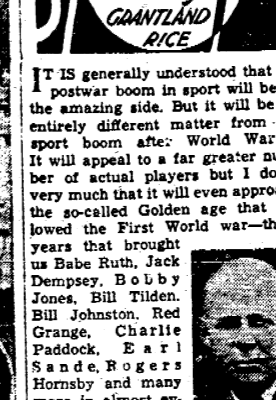 GRANTLAND
RICE
IT IS generally understood that
postwar boom in sport will be
the amazing side. But it will be
entirely different matter from
sport boom after World War
It will appeal to a far greater nu
ber of actual players but I do
very much that it will even appro
the so-called Golden age that
lowed the First World war—th
years that brought
us Babe Ruth, Jack
Dempsey, Bobby
Jones, Bill Tilden.
Bill Johnston, Red
Grange, Charlie
Paddock, Earl
Sande, Rogers
Hornsby and many
more in almost